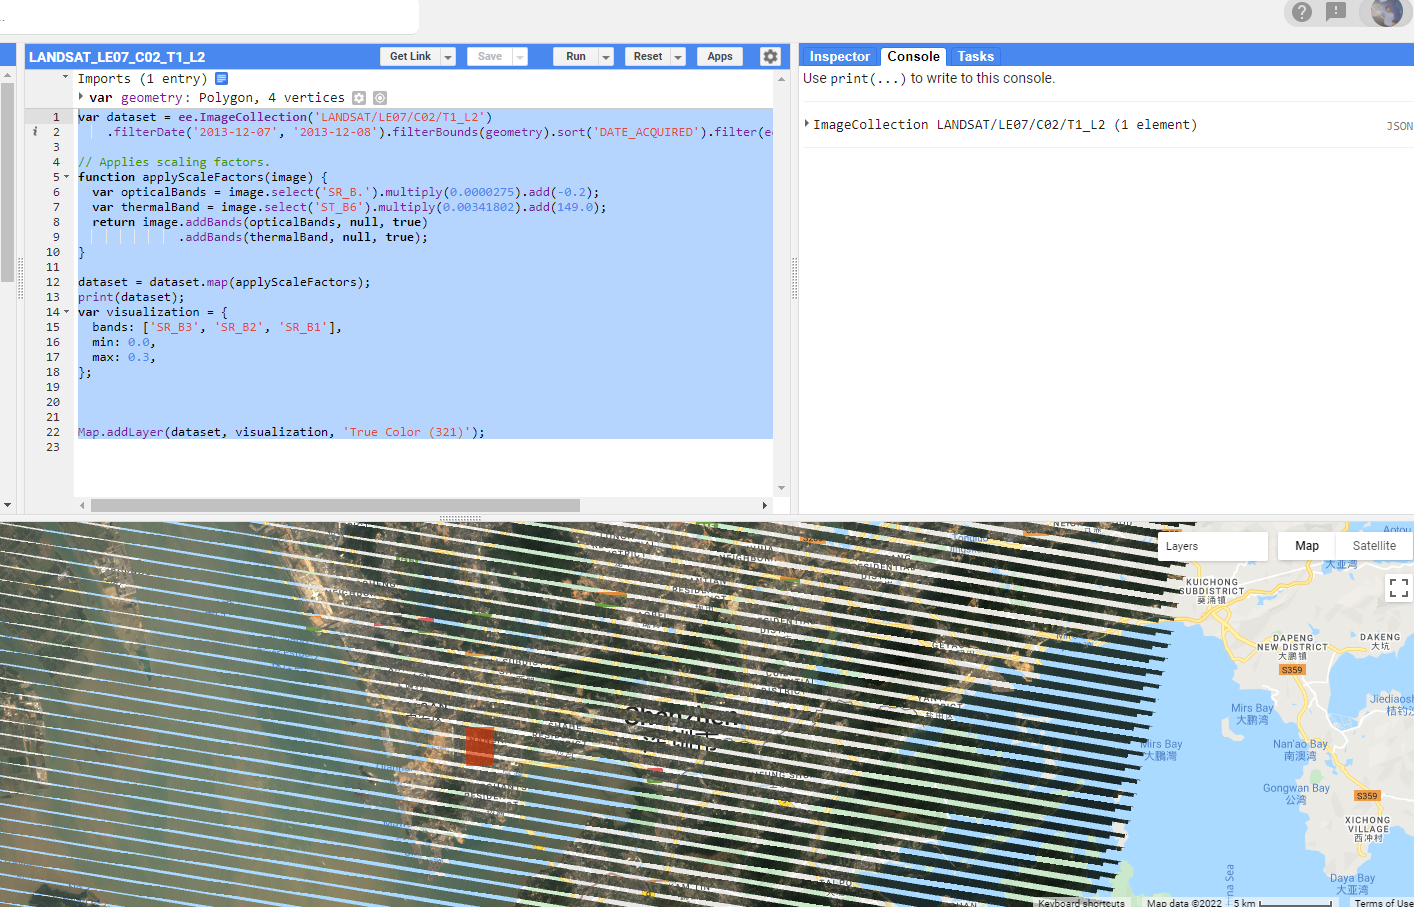 ..
LANDSAT_LE07_C02_T1_L2
Get Link
Save
Run
Reset
Apps
Imports (1 entry)
var geometry: Polygon, 4 vertices
1 var dataset = ee.ImageCollection('LANDSAT/LE07/C02/T1_L2')
2 .filterDate('2013-12-07', '2013-12-08').filterBounds(geometry).sort('DATE_ACQUIRED').filter(e
3
4 // Applies scaling factors.
5 function applyScaleFactors(image) {
6 var opticalBands = image.select('SR_B.').multiply(0.0000275).add(-0.2);
7 var thermalBand = image.select('ST_B6').multiply(0.00341802).add(149.0);
8 return image.addBands(opticalBands, null, true)
9 .addBands(thermalBand, null, true);
10 }
11
12 dataset = dataset.map(applyScaleFactors);
13 print(dataset);
14 var visualization = {
15 bands: ['SR_B3', 'SR_B2', 'SR_B1'],
16 min: 0.0,
17 max: 0.3,
18 };
19
20
21
22 Map.addLayer(dataset, visualization, 'True Color (321)');
23
Inspector Console Tasks
Use print(...) to write to this console.
ImageCollection LANDSAT/LE07/C02/T1_L2 (1 element)
JSON
Layers
Map
Satellite
Aotou
大亚湾
KUICHONG
SUBDISTRICT
葵涌镇
DAPENG
NEW DISTRICT
大鹏镇
S359
DAKENG
大坑
Mirs Bay
大鹏湾
Jiediaosh
桔钓沙
Mirs Bay
大鵬灣
Nan'ao Bay
南澳湾
Gongwan Bay
公湾
S359
XICHONG
VILLAGE
西冲村
Daya Bay
大亚湾
na Sea
Shenzhen
Keyboard shortcuts
Map data ©2022
5 km
Terms of Use